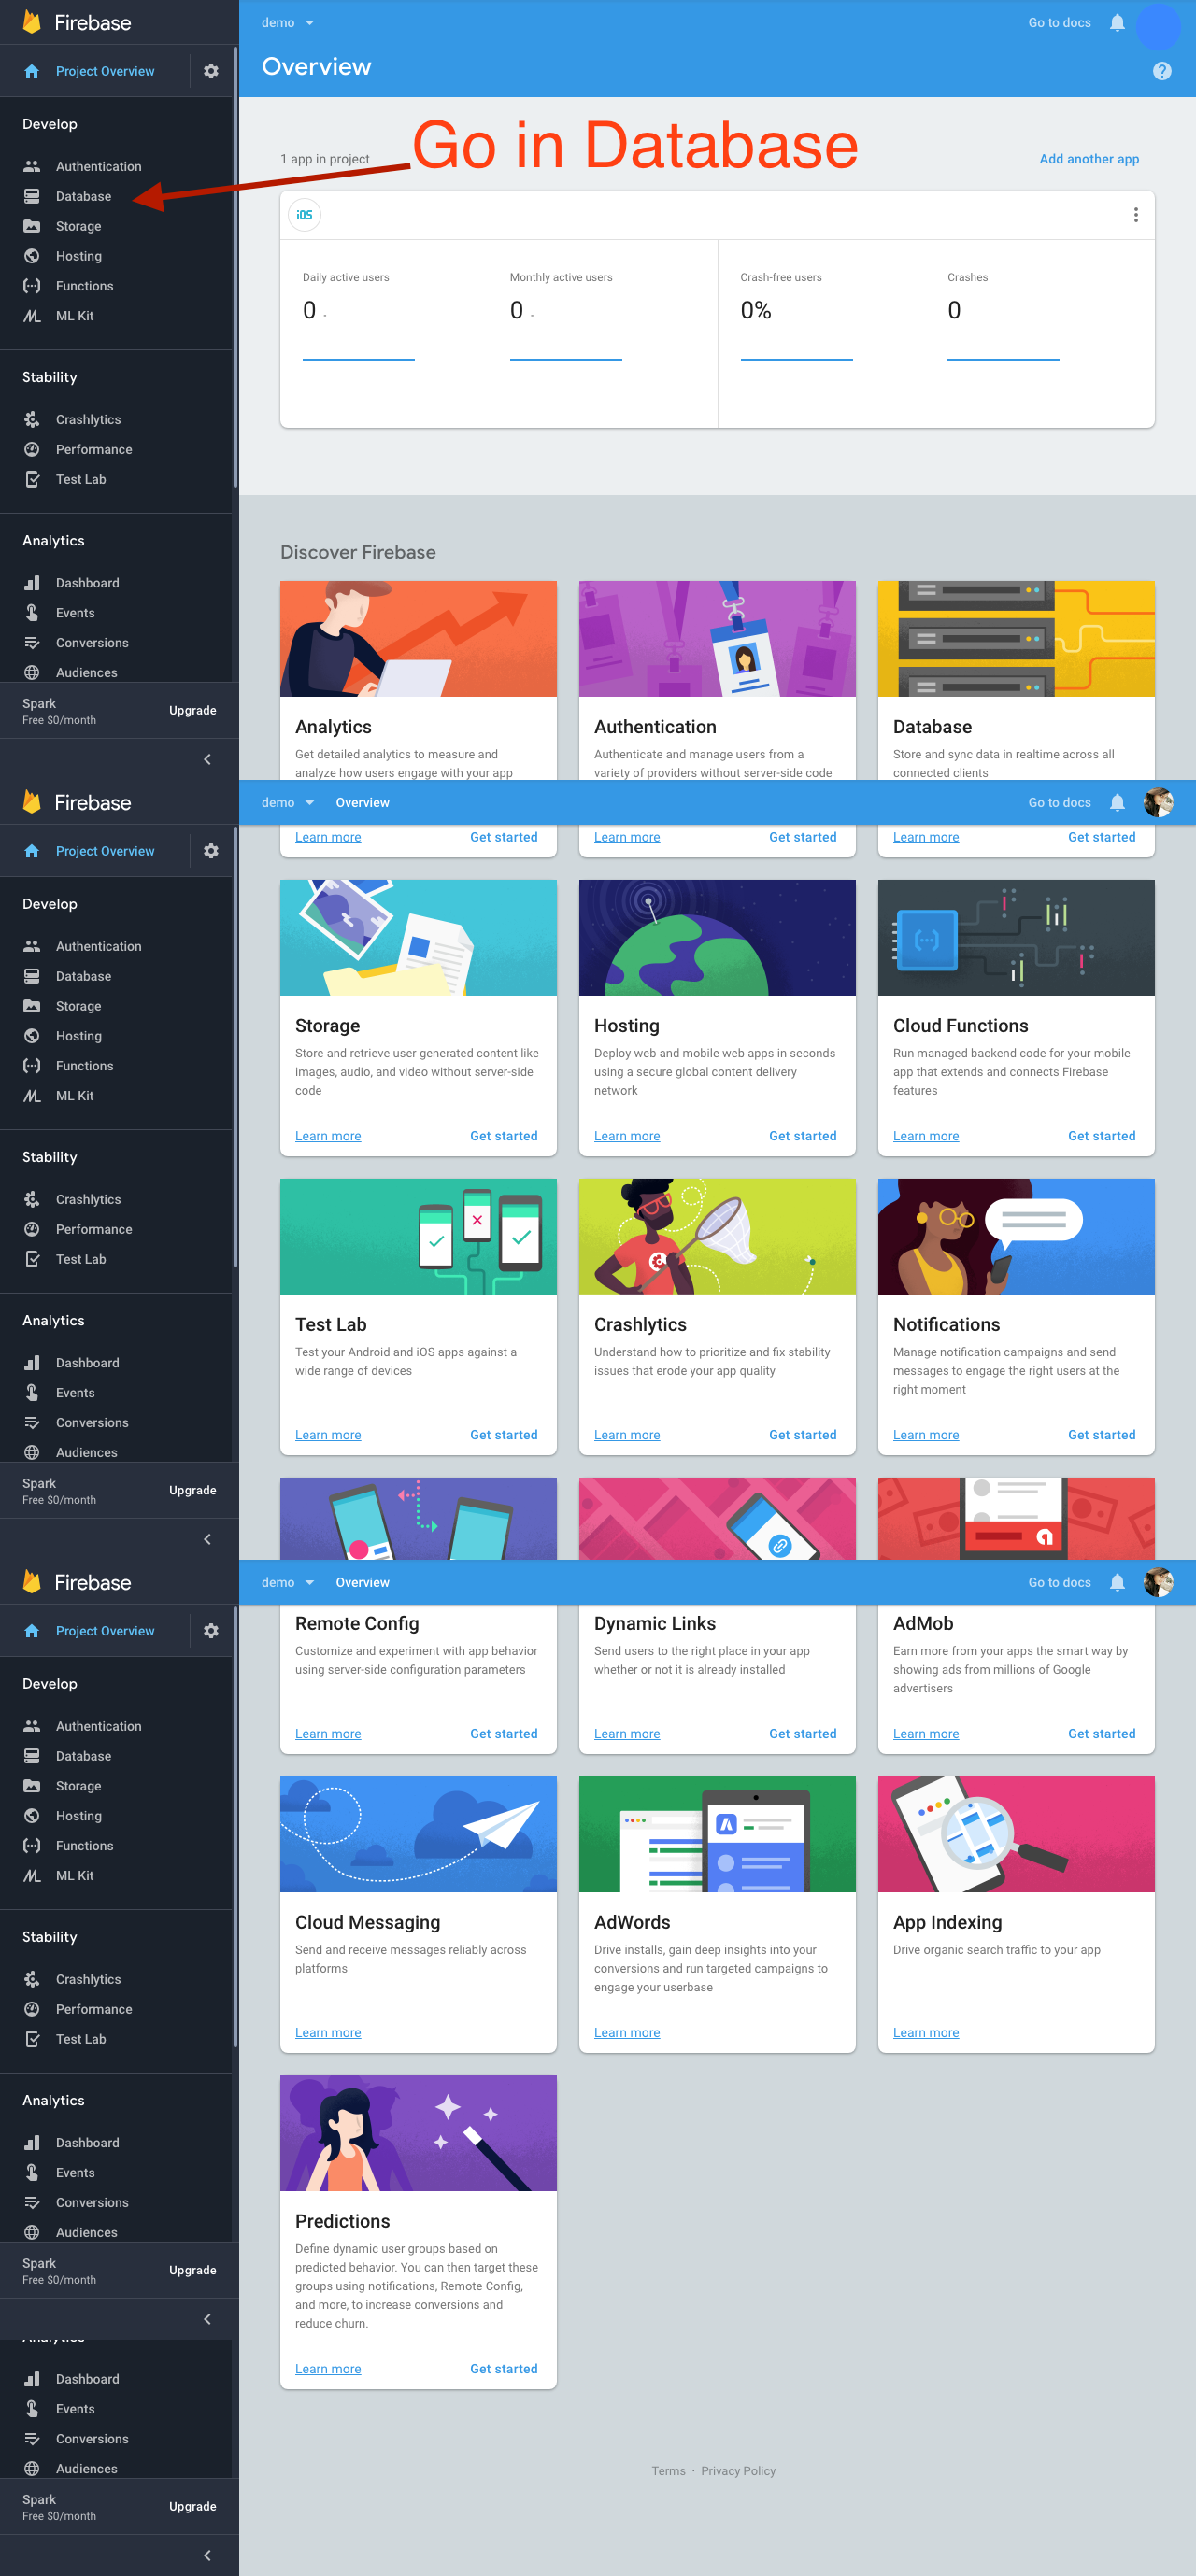 Firebase
Project Overview
Develop
Authentication
Database
Storage
Hosting
Functions
ML Kit
Stability
Crashlytics
Performance
Test Lab
Analytics
Dashboard
Events
Conversions
Audiences
Spark
Free $0/month
Upgrade
demo
Go to docs
Overview
Go in Database
1 app in project
Add another app
iOS
Daily active users
0
Monthly active users
0
Crash-free users
0%
Crashes
0
Discover Firebase
Analytics
Get detailed analytics to measure and
analyze how users engage with your app
Authentication
Authenticate and manage users from a
variety of providers without server-side code
Database
Store and sync data in realtime across all
connected clients
Firebase
Project Overview
Develop
Authentication
Database
Storage
Hosting
Functions
ML Kit
Stability
Crashlytics
Performance
Test Lab
Analytics
Dashboard
Events
Conversions
Audiences
Spark
Free $0/month
Upgrade
demo
Overview
Go to docs
Learn more
Get started
Learn more
Get started
Learn more
Get started
Storage
Store and retrieve user generated content like
images, audio, and video without server-side
code
Learn more
Get started
Hosting
Deploy web and mobile web apps in seconds
using a secure global content delivery
network
Learn more
Get started
Cloud Functions
Run managed backend code for your mobile
app that extends and connects Firebase
features
Learn more
Get started
Test Lab
Test your Android and iOS apps against a
wide range of devices
Learn more
Get started
Crashlytics
Understand how to prioritize and fix stability
issues that erode your app quality
Learn more
Get started
Notifications
Manage notification campaigns and send
messages to engage the right users at the
right moment
Learn more
Get started
Firebase
Project Overview
Develop
Authentication
Database
Storage
Hosting
Functions
ML Kit
Stability
Crashlytics
Performance
Test Lab
Analytics
Dashboard
Events
Conversions
Audiences
Spark
Free $0/month
Upgrade
demo
Overview
Go to docs
Remote Config
Customize and experiment with app behavior
using server-side configuration parameters
Learn more
Get started
Dynamic Links
Send users to the right place in your app
whether or not it is already installed
Learn more
Get started
AdMob
Earn more from your apps the smart way by
showing ads from millions of Google
advertisers
Learn more
Get started
Cloud Messaging
Send and receive messages reliably across
platforms
Learn more
AdWords
Drive installs, gain deep insights into your
conversions and run targeted campaigns to
engage your userbase
Learn more
App Indexing
Drive organic search traffic to your app
Learn more
Predictions
Define dynamic user groups based on
predicted behavior. You can then target these
groups using notifications, Remote Config,
and more, to increase conversions and
reduce churn.
Learn more
Get started
Analytics
Dashboard
Events
Conversions
Audiences
Spark
Free $0/month
Upgrade
Terms · Privacy Policy